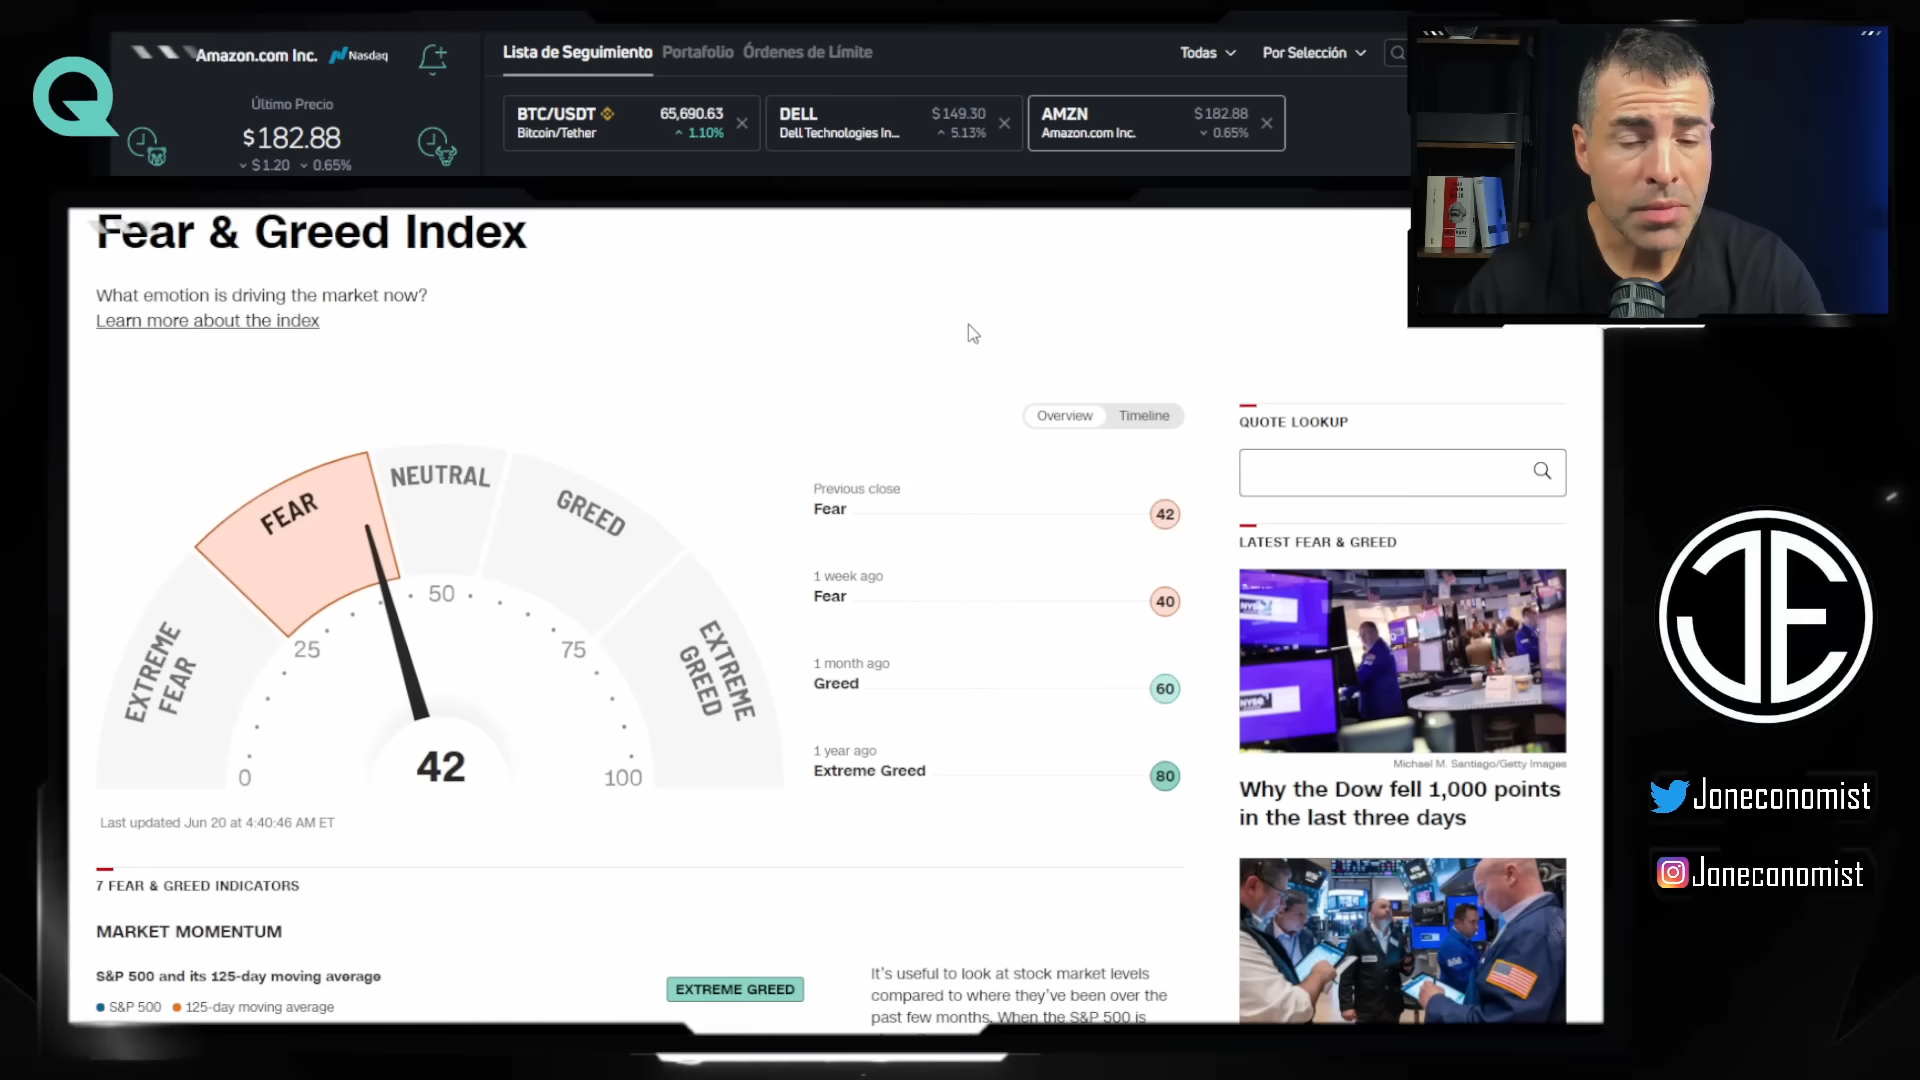 Amazon.com Inc.
Nasdaq
Último Precio
$182.88
$1.20 0.65%
Lista de Seguimiento Portafolio Órdenes de Límite
Todas Por Selección
BTC/USDT 65,690.63
Bitcoin/Tether 1.10%
DELL $149.30
Dell Technologies In... 5.13%
AMZN $182.88
Amazon.com Inc. 0.65%
Fear & Greed Index
What emotion is driving the market now?
Learn more about the index
Overview Timeline
EXTREME FEAR
FEAR
NEUTRAL
GREED
EXTREME GREED
0
25
50
75
100
42
Last updated Jun 20 at 4:40:46 AM ET
Previous close
Fear 42
1 week ago
Fear 40
1 month ago
Greed 60
1 year ago
Extreme Greed 80
QUOTE LOOKUP
LATEST FEAR & GREED
Michael M. Santiago/Getty Images
Why the Dow fell 1,000 points
in the last three days
7 FEAR & GREED INDICATORS
MARKET MOMENTUM
S&P 500 and its 125-day moving average
S&P 500 125-day moving average
EXTREME GREED
It's useful to look at stock market levels
compared to where they've been over the
past few months. When the S&P 500 is
JE
Joneconomist
Joneconomist